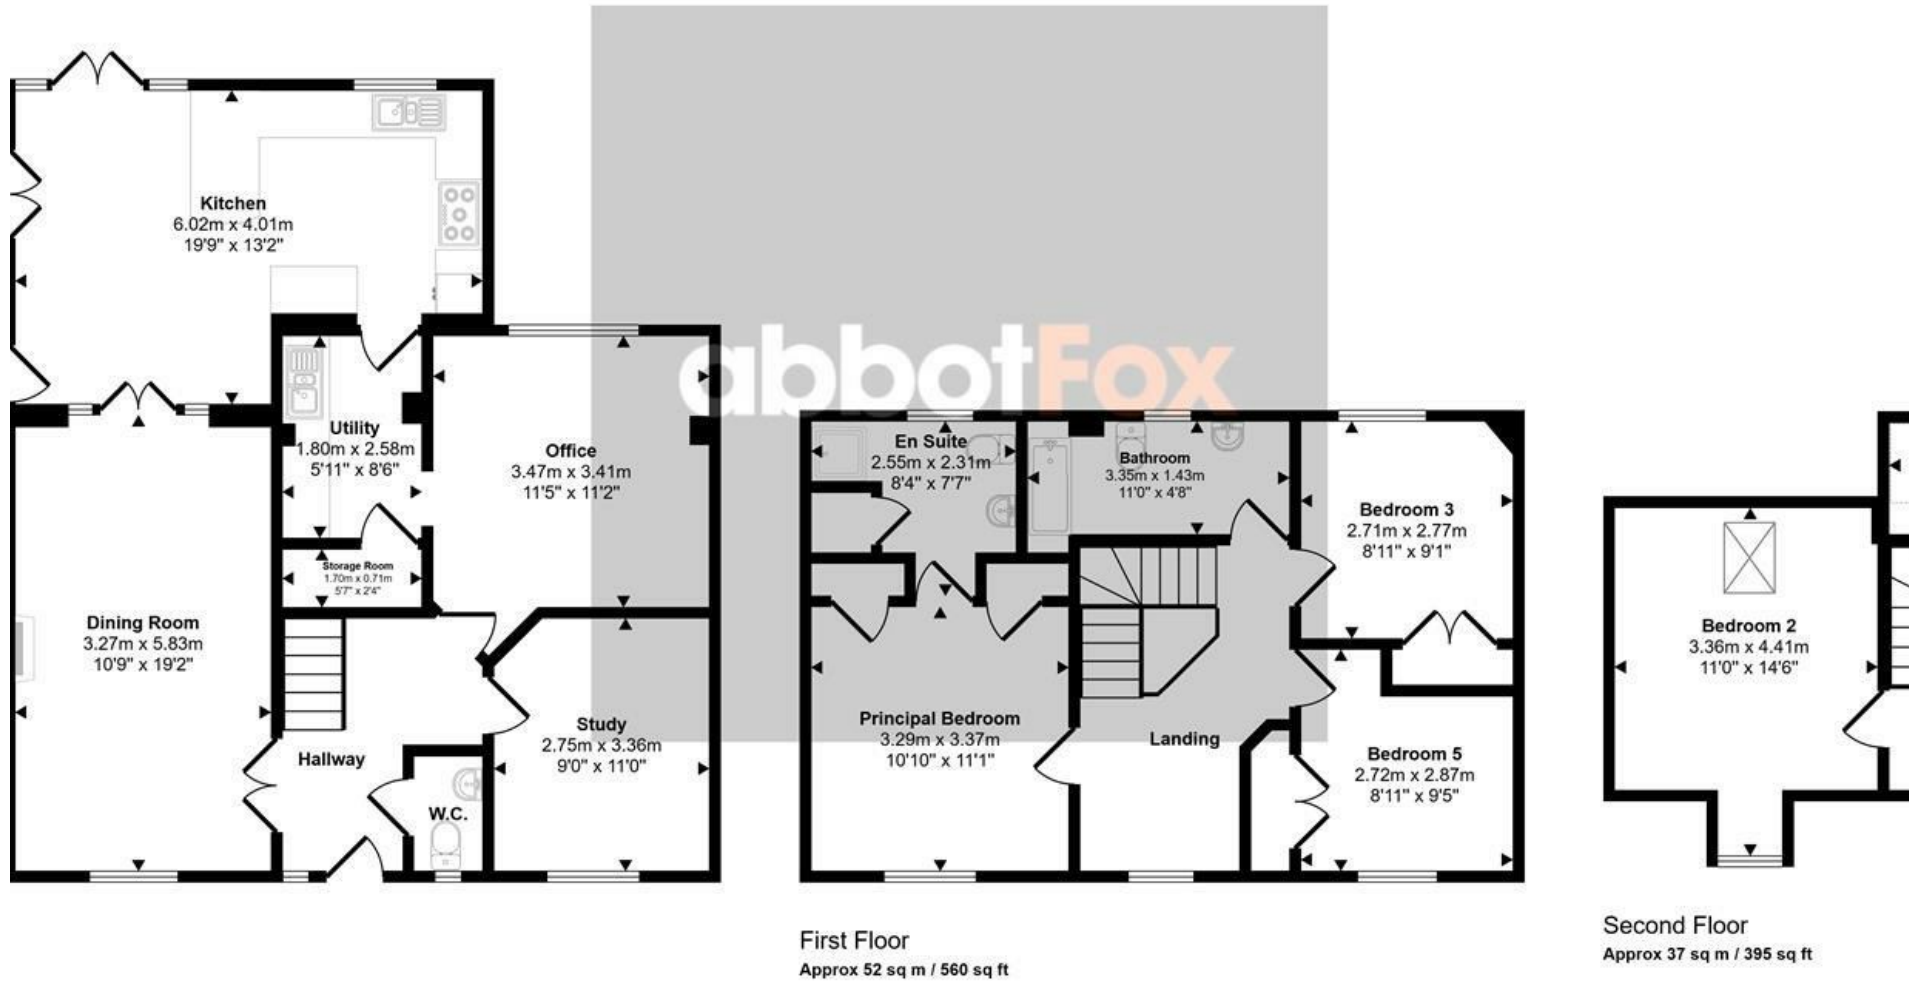 Kitchen
6.02m x 4.01m
19'9" x 13'2"
abbotFox
Utility
1.80m x 2.58m
5'11" x 8'6"
Office
3.47m x 3.41m
11'5" x 11'2"
Storage Room
1.70m x 0.71m
5'7" x 2'4"
Dining Room
3.27m x 5.83m
10'9" x 19'2"
Hallway
W.C.
Study
2.75m x 3.36m
9'0" x 11'0"
En Suite
2.55m x 2.31m
8'4" x 7'7"
Bathroom
3.35m x 1.43m
11'0" x 4'8"
Bedroom 3
2.71m x 2.77m
8'11" x 9'1"
Principal Bedroom
3.29m x 3.37m
10'10" x 11'1"
Landing
Bedroom 5
2.72m x 2.87m
8'11" x 9'5"
First Floor
Approx 52 sq m / 560 sq ft
Bedroom 2
3.36m x 4.41m
11'0" x 14'6"
Second Floor
Approx 37 sq m / 395 sq ft